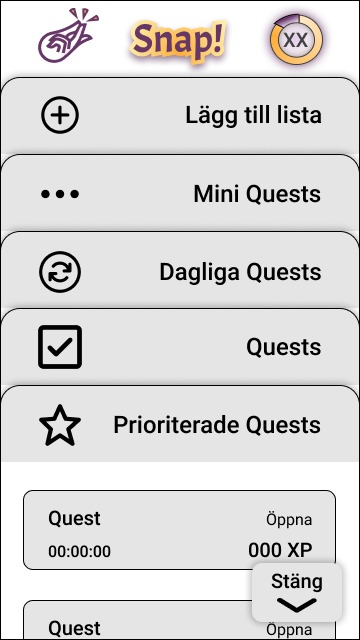 Snap!
XX
Lägg till lista
Mini Quests
Dagliga Quests
Quests
Prioriterade Quests
Quest Öppna
00:00:00 000 XP
Stäng
Quest Öppna